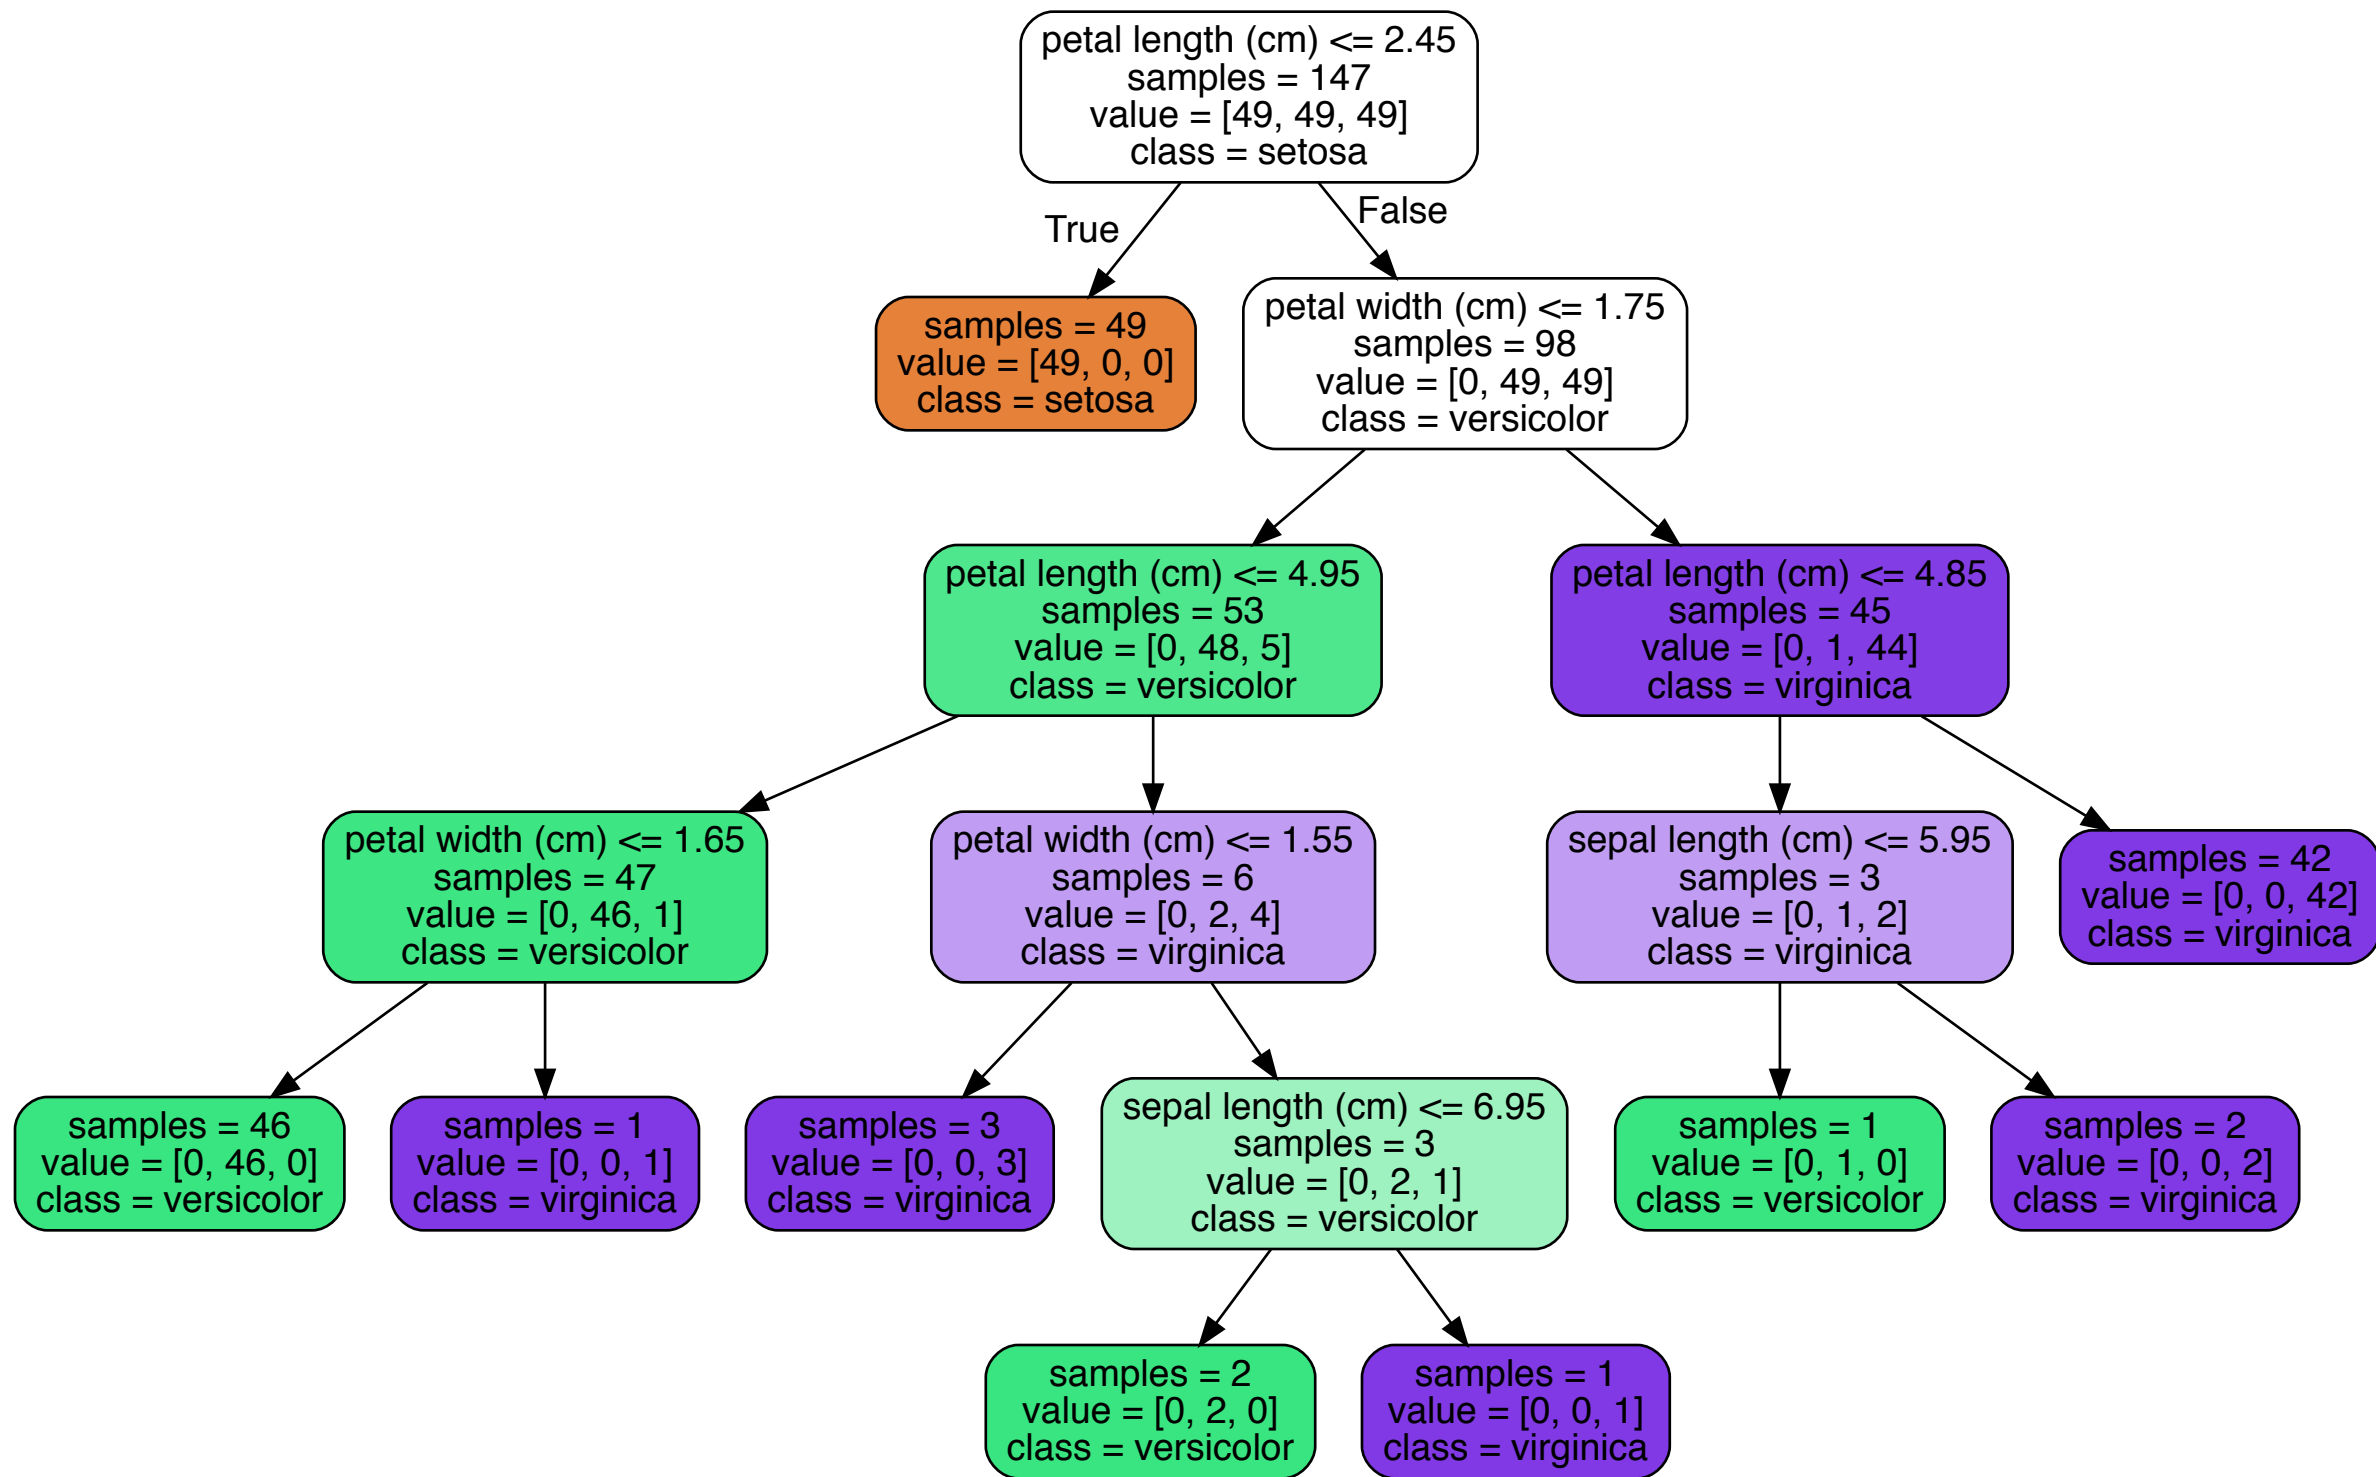 petal length (cm) <= 2.45
samples = 147
value = [49, 49, 49]
class = setosa
True
False
samples = 49
value = [49, 0, 0]
class = setosa
petal width (cm) <= 1.75
samples = 98
value = [0, 49, 49]
class = versicolor
petal length (cm) <= 4.95
samples = 53
value = [0, 48, 5]
class = versicolor
petal length (cm) <= 4.85
samples = 45
value = [0, 1, 44]
class = virginica
petal width (cm) <= 1.65
samples = 47
value = [0, 46, 1]
class = versicolor
petal width (cm) <= 1.55
samples = 6
value = [0, 2, 4]
class = virginica
sepal length (cm) <= 5.95
samples = 3
value = [0, 1, 2]
class = virginica
samples = 42
value = [0, 0, 42]
class = virginica
samples = 46
value = [0, 46, 0]
class = versicolor
samples = 1
value = [0, 0, 1]
class = virginica
samples = 3
value = [0, 0, 3]
class = virginica
sepal length (cm) <= 6.95
samples = 3
value = [0, 2, 1]
class = versicolor
samples = 1
value = [0, 1, 0]
class = versicolor
samples = 2
value = [0, 0, 2]
class = virginica
samples = 2
value = [0, 2, 0]
class = versicolor
samples = 1
value = [0, 0, 1]
class = virginica